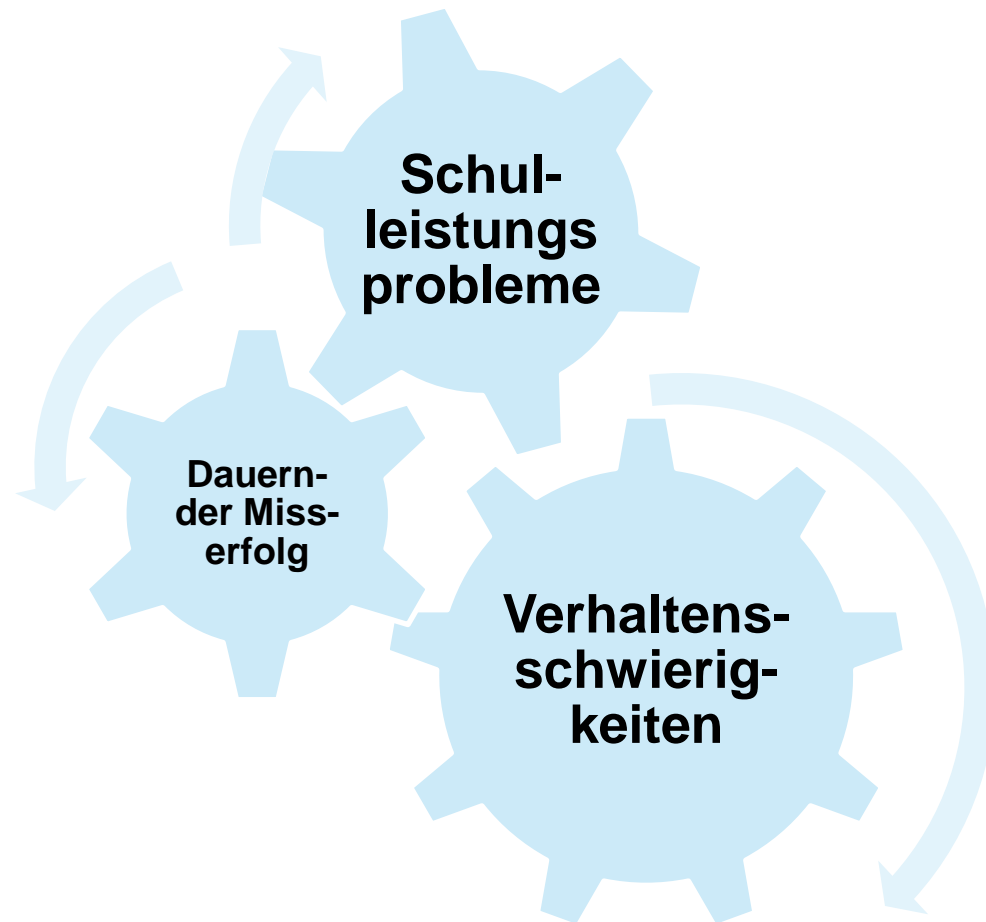 Schul-
leistungs
probleme
Dauern-
der Miss-
erfolg
Verhaltens-
schwierig-
keiten